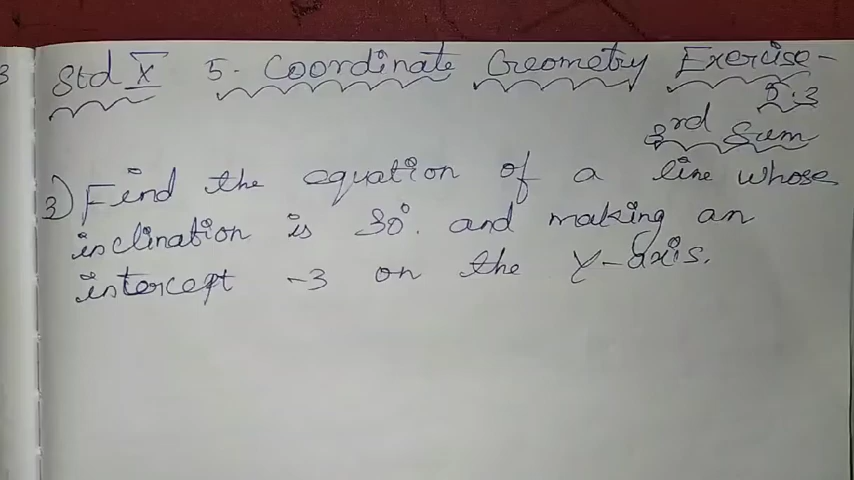 3
Std X 5. Coordinate Geometry Exercise-
5.3
3rd Sum
3) Find the equation of a line whose
inclination is 30°. and making an
intercept -3 on the Y-axis.